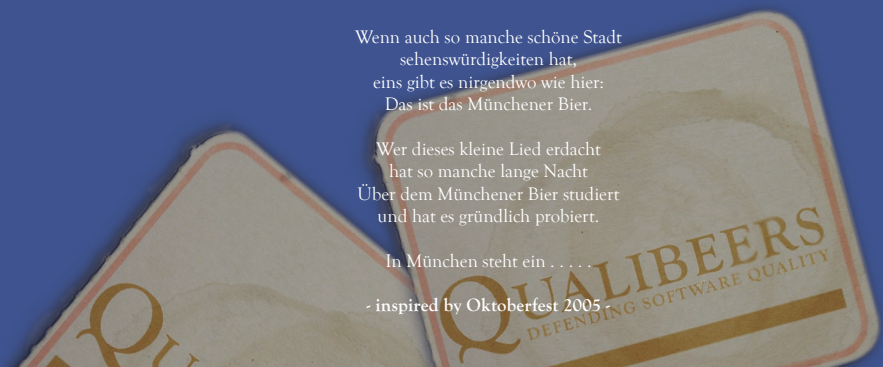 Wenn auch so manche schöne Stadt
sehenswürdigkeiten hat,
eins gibt es nirgendwo wie hier:
Das ist das Münchener Bier.
Wer dieses kleine Lied erdacht
hat so manche lange Nacht
Über dem Münchener Bier studiert
und hat es gründlich probiert.
In München steht ein . . . . .
- inspired by Oktoberfest 2005 -
QUALIBEERS
DEFENDING SOFTWARE QUALITY
QU